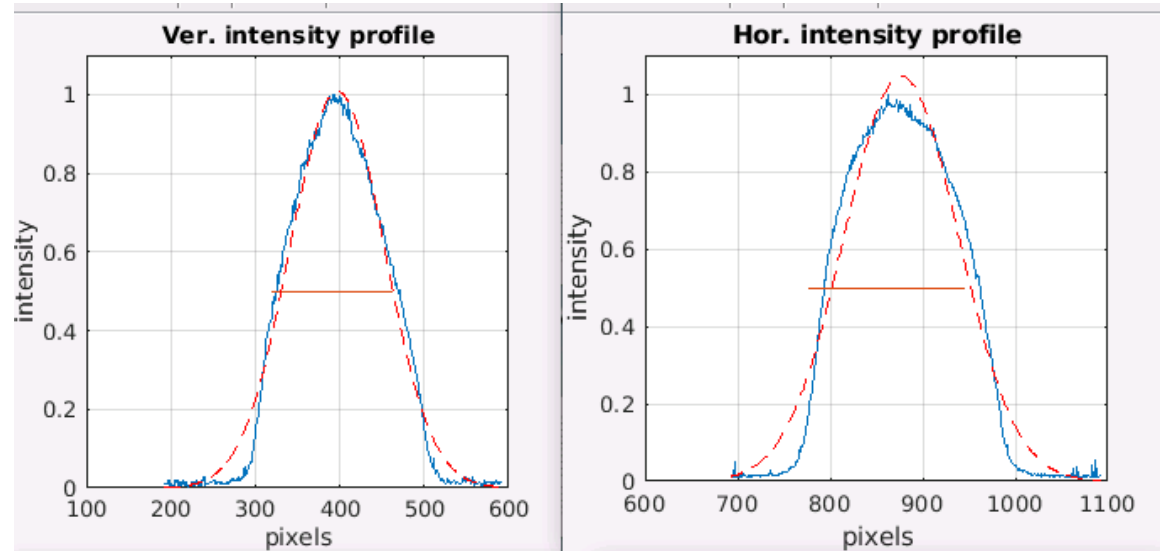 Ver. intensity profile
1
0.8
0.6
0.4
0.2
0
intensity
100 200 300 400 500 600
pixels
Hor. intensity profile
1
0.8
0.6
0.4
0.2
0
intensity
600 700 800 900 1000 1100
pixels